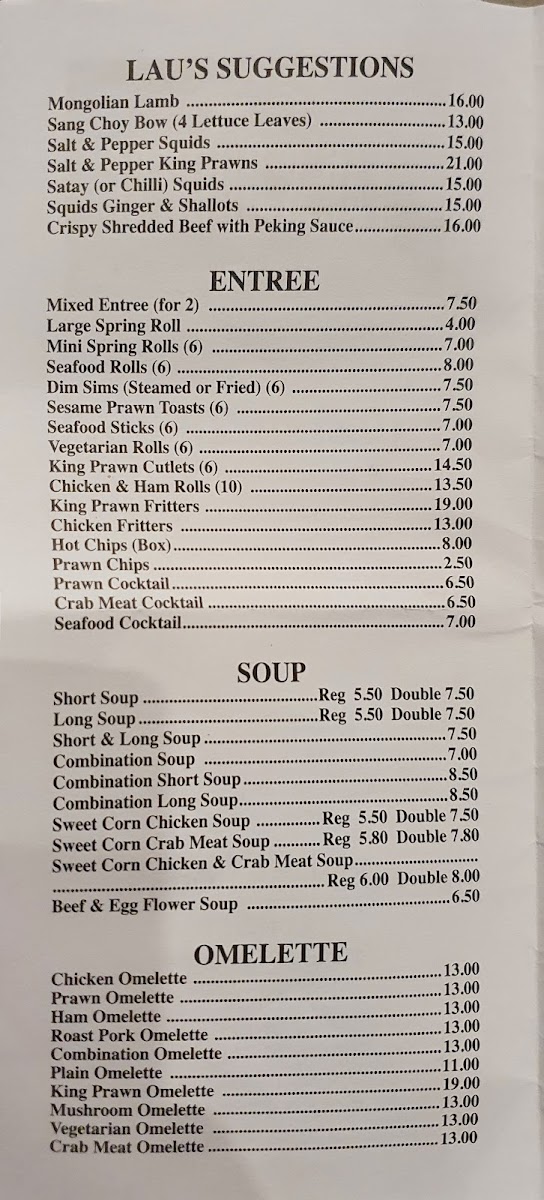 LAU'S SUGGESTIONS
Mongolian Lamb ........................................ 16.00
Sang Choy Bow (4 Lettuce Leaves) .................... 13.00
Salt & Pepper Squids .................................... 15.00
Salt & Pepper King Prawns ............................ 21.00
Satay (or Chilli) Squids .................................. 15.00
Squids Ginger & Shallots ................................ 15.00
Crispy Shredded Beef with Peking Sauce .............. 16.00
ENTREE
Mixed Entree (for 2) .................................... 7.50
Large Spring Roll ........................................ 4.00
Mini Spring Rolls (6) .................................... 7.00
Seafood Rolls (6) ........................................ 8.00
Dim Sims (Steamed or Fried) (6) ...................... 7.50
Sesame Prawn Toasts (6) .............................. 7.50
Seafood Sticks (6) ...................................... 7.00
Vegetarian Rolls (6) .................................... 7.00
King Prawn Cutlets (6) ................................ 14.50
Chicken & Ham Rolls (10) ............................ 13.50
King Prawn Fritters .................................... 19.00
Chicken Fritters ........................................ 13.00
Hot Chips (Box) .......................................... 8.00
Prawn Chips .............................................. 2.50
Prawn Cocktail .......................................... 6.50
Crab Meat Cocktail .................................... 6.50
Seafood Cocktail ........................................ 7.00
SOUP
Short Soup .............................. Reg 5.50 Double 7.50
Long Soup .............................. Reg 5.50 Double 7.50
Short & Long Soup ...................................... 7.50
Combination Soup ...................................... 7.00
Combination Short Soup ................................ 8.50
Combination Long Soup ................................ 8.50
Sweet Corn Chicken Soup ............ Reg 5.50 Double 7.50
Sweet Corn Crab Meat Soup .......... Reg 5.80 Double 7.80
Sweet Corn Chicken & Crab Meat Soup ....................
.......................................... Reg 6.00 Double 8.00
Beef & Egg Flower Soup ................................ 6.50
OMELETTE
Chicken Omelette ...................................... 13.00
Prawn Omelette ........................................ 13.00
Ham Omelette .......................................... 13.00
Roast Pork Omelette .................................. 13.00
Combination Omelette ................................ 13.00
Plain Omelette .......................................... 11.00
King Prawn Omelette .................................. 19.00
Mushroom Omelette .................................... 13.00
Vegetarian Omelette .................................. 13.00
Crab Meat Omelette .................................... 13.00